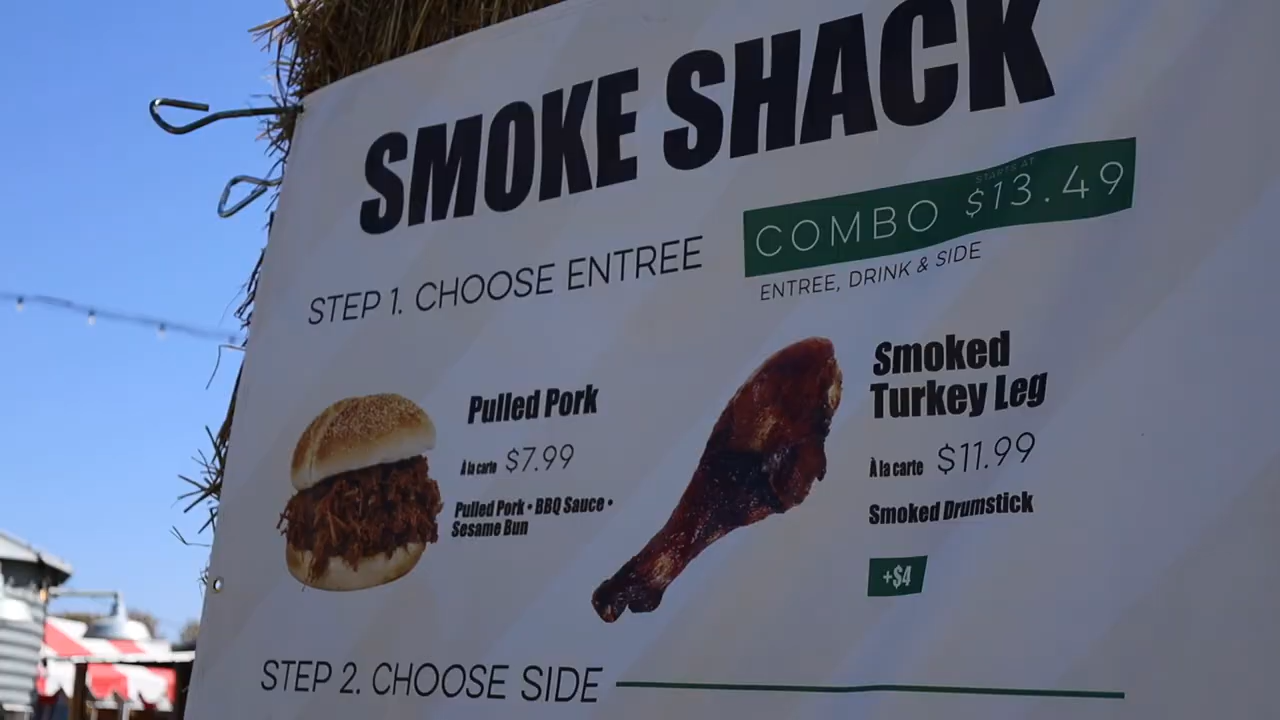 SMOKE SHACK
STARTS AT
COMBO $13.49
ENTREE, DRINK & SIDE
STEP 1. CHOOSE ENTREE
Pulled Pork
À la carte $7.99
Pulled Pork • BBQ Sauce •
Sesame Bun
Smoked
Turkey Leg
À la carte $11.99
Smoked Drumstick
+$4
STEP 2. CHOOSE SIDE